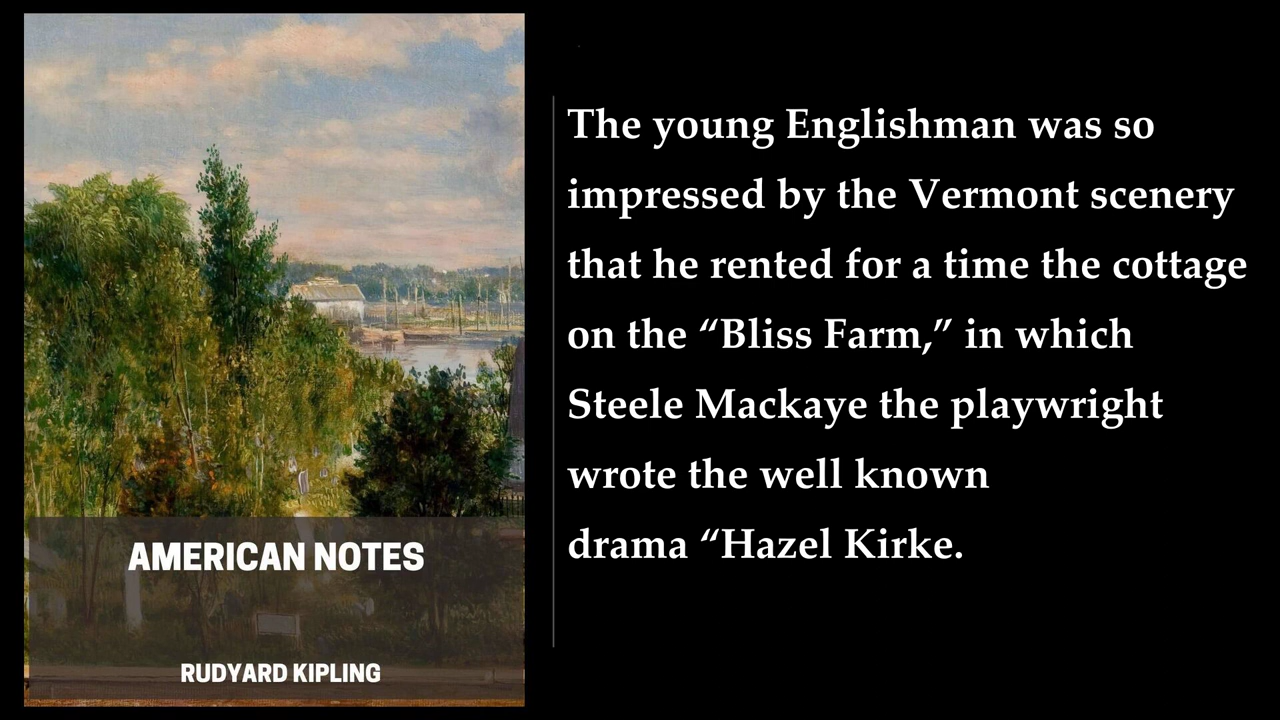 AMERICAN NOTES
RUDYARD KIPLING
The young Englishman was so
impressed by the Vermont scenery
that he rented for a time the cottage
on the “Bliss Farm,” in which
Steele Mackaye the playwright
wrote the well known
drama “Hazel Kirke.